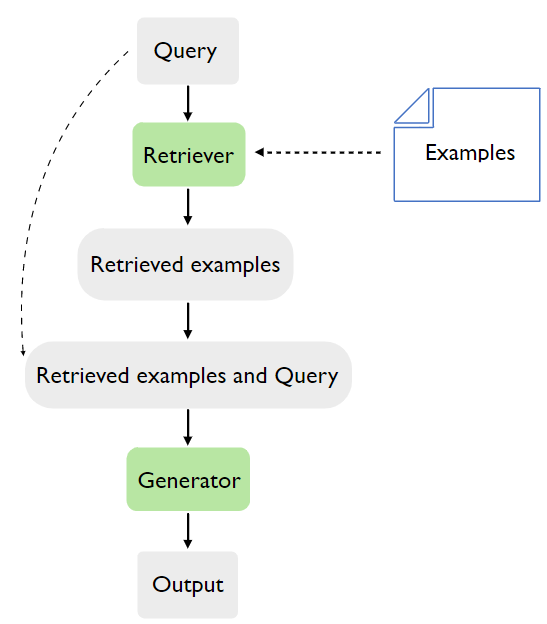 Query
Retriever
Examples
Retrieved examples
Retrieved examples and Query
Generator
Output